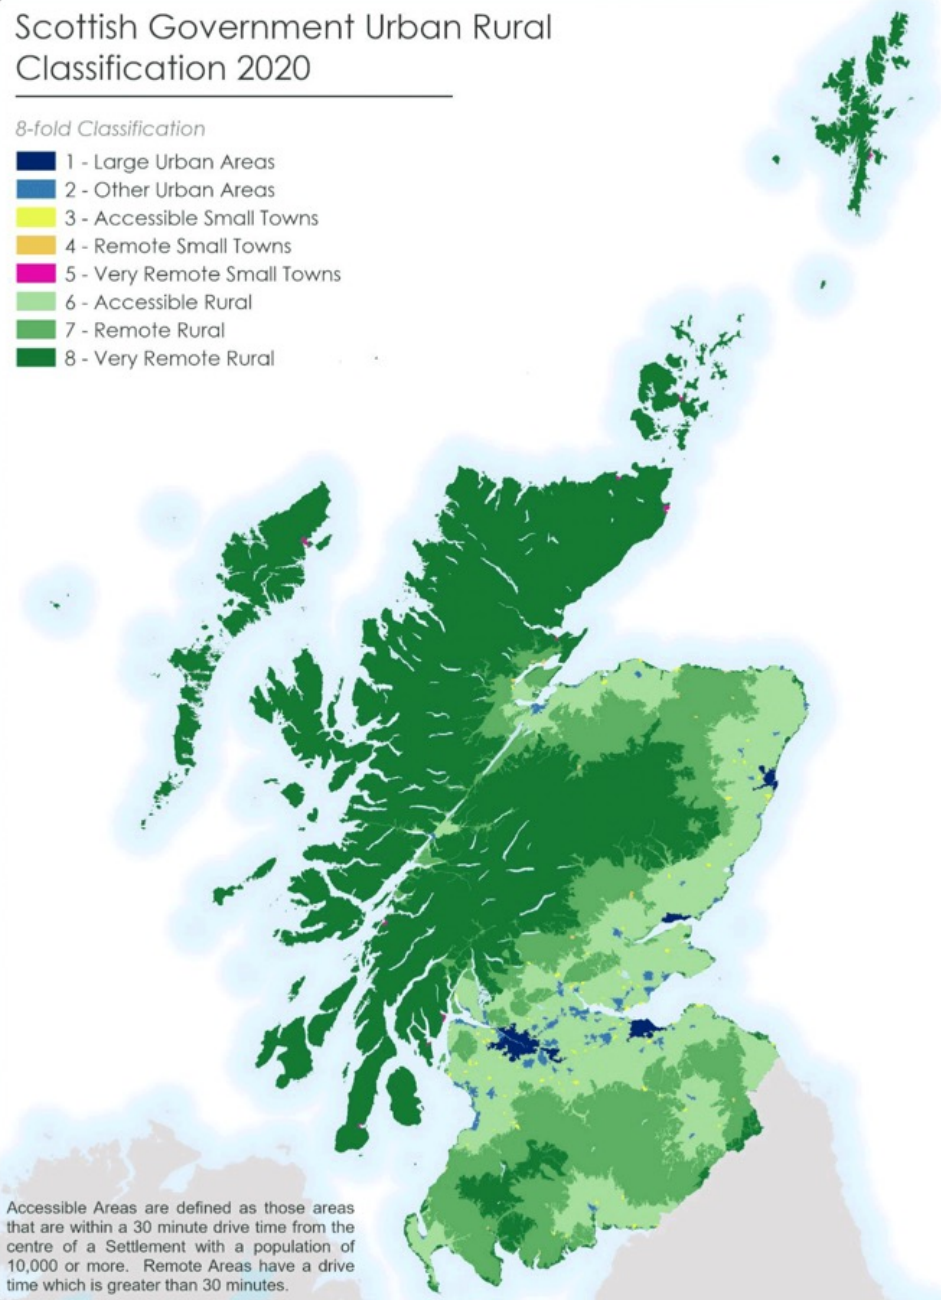 Scottish Government Urban Rural
Classification 2020
8-fold Classification
1 - Large Urban Areas
2 - Other Urban Areas
3 - Accessible Small Towns
4 - Remote Small Towns
5 - Very Remote Small Towns
6 - Accessible Rural
7 - Remote Rural
8 - Very Remote Rural
Accessible Areas are defined as those areas
that are within a 30 minute drive time from the
centre of a Settlement with a population of
10,000 or more. Remote Areas have a drive
time which is greater than 30 minutes.